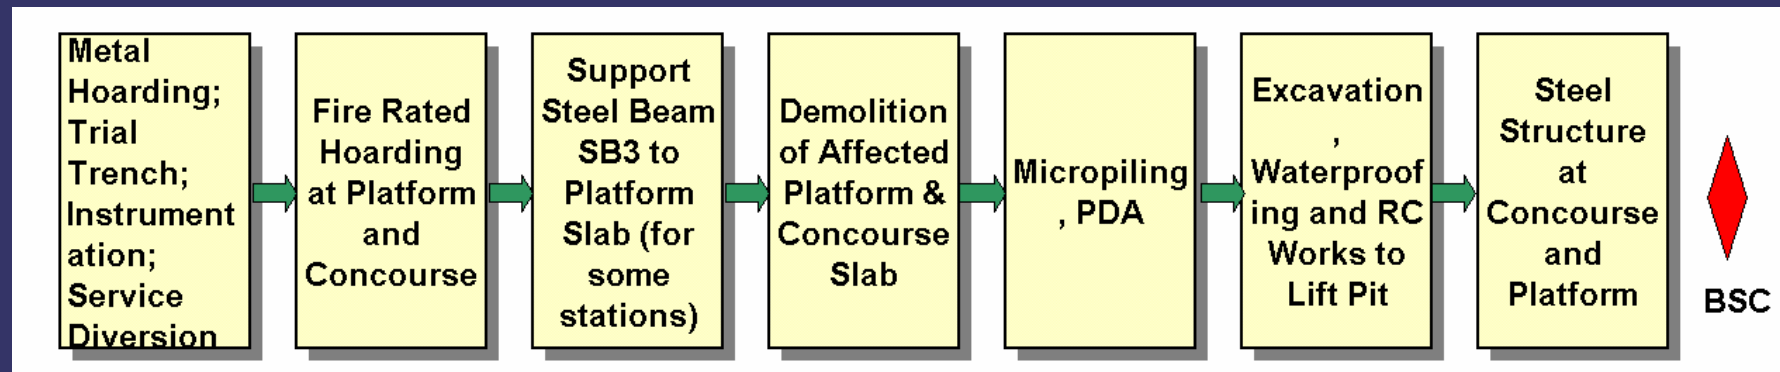 Metal
Hoarding;
Trial
Trench;
Instrument
ation;
Service
Diversion
Fire Rated
Hoarding
at Platform
and
Concourse
Support
Steel Beam
SB3 to
Platform
Slab (for
some
stations)
Demolition
of Affected
Platform &
Concourse
Slab
Micropiling
, PDA
Excavation
,
Waterproof
ing and RC
Works to
Lift Pit
Steel
Structure
at
Concourse
and
Platform
BSC